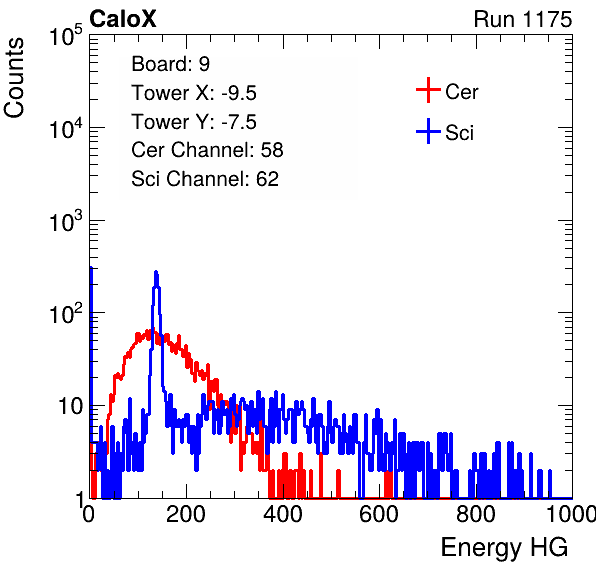 CaloX Run 1175
Counts
Board: 9
Tower X: -9.5
Tower Y: -7.5
Cer Channel: 58
Sci Channel: 62
Cer
Sci
10^5
10^4
10^3
10^2
10
1
0 200 400 600 800 1000
Energy HG